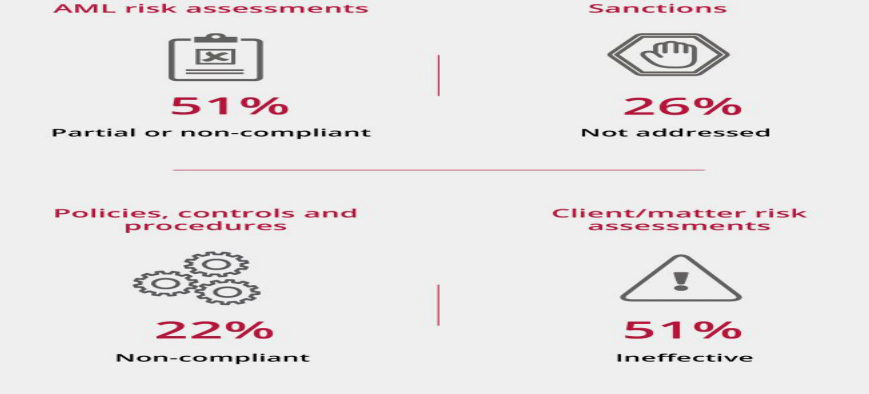 AML risk assessments
Sanctions
51%
26%
Partial or non-compliant
Not addressed
Policies, controls and
procedures
Client/matter risk
assessments
22%
51%
Non-compliant
Ineffective